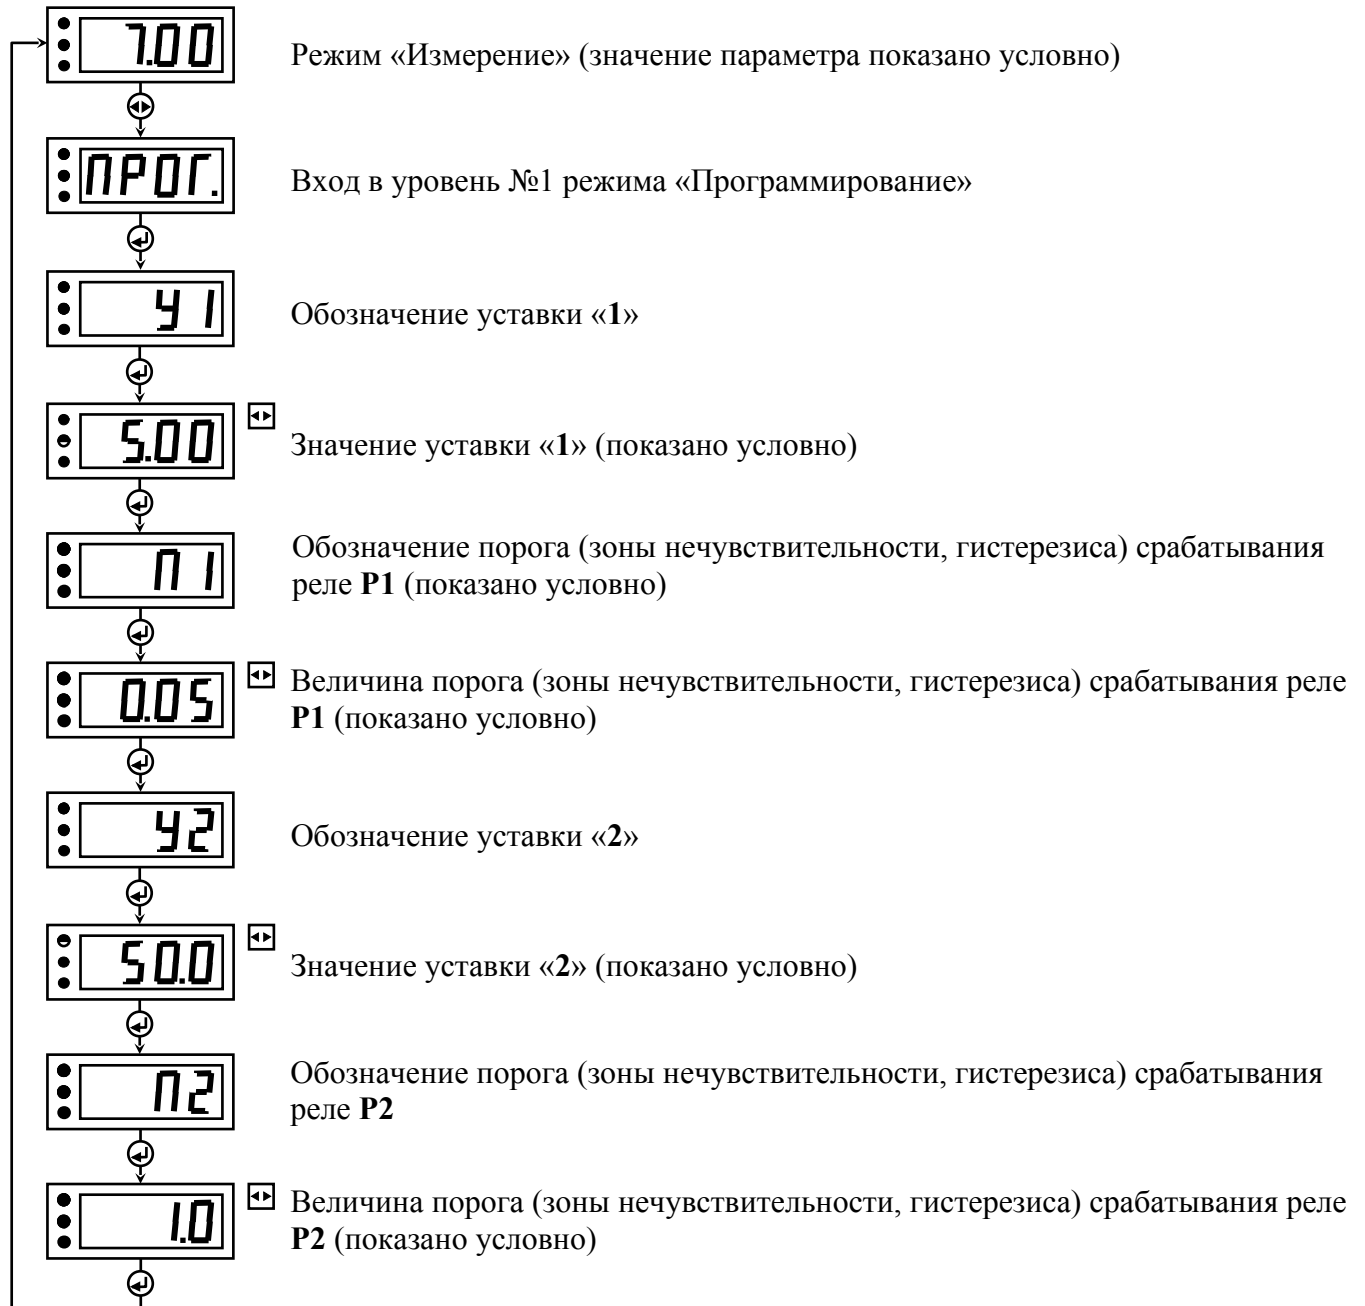 7.00
Режим «Измерение» (значение параметра показано условно)
ПРОГ.
Вход в уровень №1 режима «Программирование»
У1
Обозначение уставки «1»
5.00
Значение уставки «1» (показано условно)
П1
Обозначение порога (зоны нечувствительности, гистерезиса) срабатывания
реле Р1 (показано условно)
0.05
Величина порога (зоны нечувствительности, гистерезиса) срабатывания реле
Р1 (показано условно)
У2
Обозначение уставки «2»
50.0
Значение уставки «2» (показано условно)
П2
Обозначение порога (зоны нечувствительности, гистерезиса) срабатывания
реле Р2
1.0
Величина порога (зоны нечувствительности, гистерезиса) срабатывания реле
Р2 (показано условно)